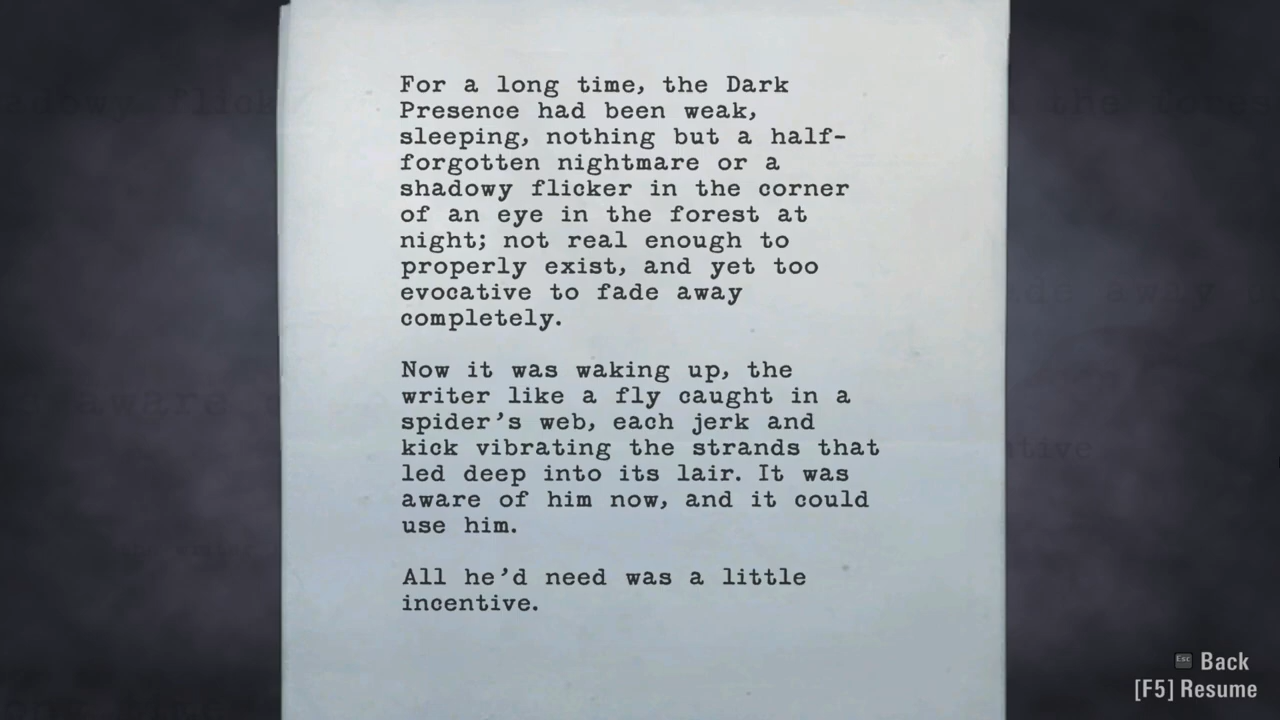 For a long time, the Dark
Presence had been weak,
sleeping, nothing but a half-
forgotten nightmare or a
shadowy flicker in the corner
of an eye in the forest at
night; not real enough to
properly exist, and yet too
evocative to fade away
completely.
Now it was waking up, the
writer like a fly caught in a
spider's web, each jerk and
kick vibrating the strands that
led deep into its lair. It was
aware of him now, and it could
use him.
All he'd need was a little
incentive.
Esc Back
[F5] Resume